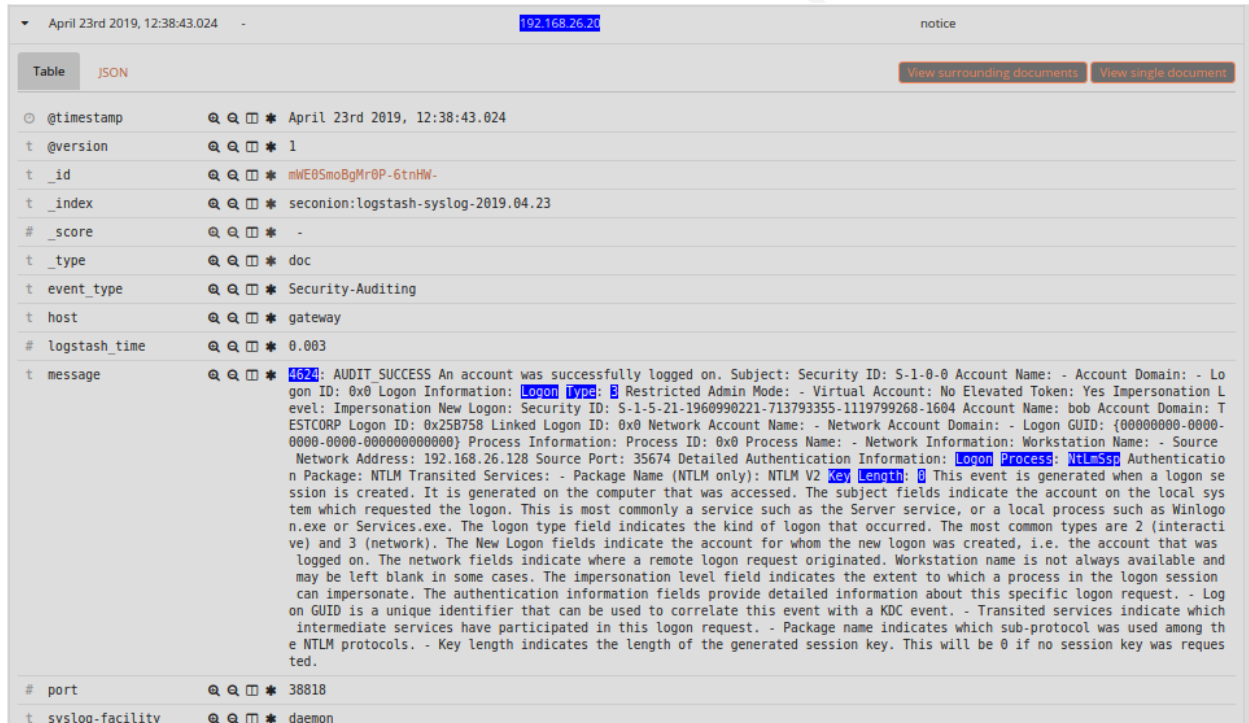 April 23rd 2019, 12:38:43.024 - 192.168.26.20 notice
Table JSON View surrounding documents View single document
@timestamp April 23rd 2019, 12:38:43.024
t @version 1
t _id mWE0SmoBgMr0P-6tnHW-
t _index seconion:logstash-syslog-2019.04.23
# _score -
t _type doc
t event_type Security-Auditing
t host gateway
# logstash_time 0.003
t message 4624: AUDIT_SUCCESS An account was successfully logged on. Subject: Security ID: S-1-0-0 Account Name: - Account Domain: - Lo
gon ID: 0x0 Logon Information: Logon Type: 3 Restricted Admin Mode: - Virtual Account: No Elevated Token: Yes Impersonation L
evel: Impersonation New Logon: Security ID: S-1-5-21-1960990221-713793355-1119799268-1604 Account Name: bob Account Domain: T
ESTCORP Logon ID: 0x25B758 Linked Logon ID: 0x0 Network Account Name: - Network Account Domain: - Logon GUID: {00000000-0000-
0000-0000-000000000000} Process Information: Process ID: 0x0 Process Name: - Network Information: Workstation Name: - Source
Network Address: 192.168.26.128 Source Port: 35674 Detailed Authentication Information: Logon Process: NtLmSsp Authenticatio
n Package: NTLM Transited Services: - Package Name (NTLM only): NTLM V2 Key Length: 0 This event is generated when a logon se
ssion is created. It is generated on the computer that was accessed. The subject fields indicate the account on the local sys
tem which requested the logon. This is most commonly a service such as the Server service, or a local process such as Winlogo
n.exe or Services.exe. The logon type field indicates the kind of logon that occurred. The most common types are 2 (interacti
ve) and 3 (network). The New Logon fields indicate the account for whom the new logon was created, i.e. the account that was
logged on. The network fields indicate where a remote logon request originated. Workstation name is not always available and
may be left blank in some cases. The impersonation level field indicates the extent to which a process in the logon session
can impersonate. The authentication information fields provide detailed information about this specific logon request. - Log
on GUID is a unique identifier that can be used to correlate this event with a KDC event. - Transited services indicate which
intermediate services have participated in this logon request. - Package name indicates which sub-protocol was used among th
e NTLM protocols. - Key length indicates the length of the generated session key. This will be 0 if no session key was reques
ted.
# port 38818
t syslog-facility daemon